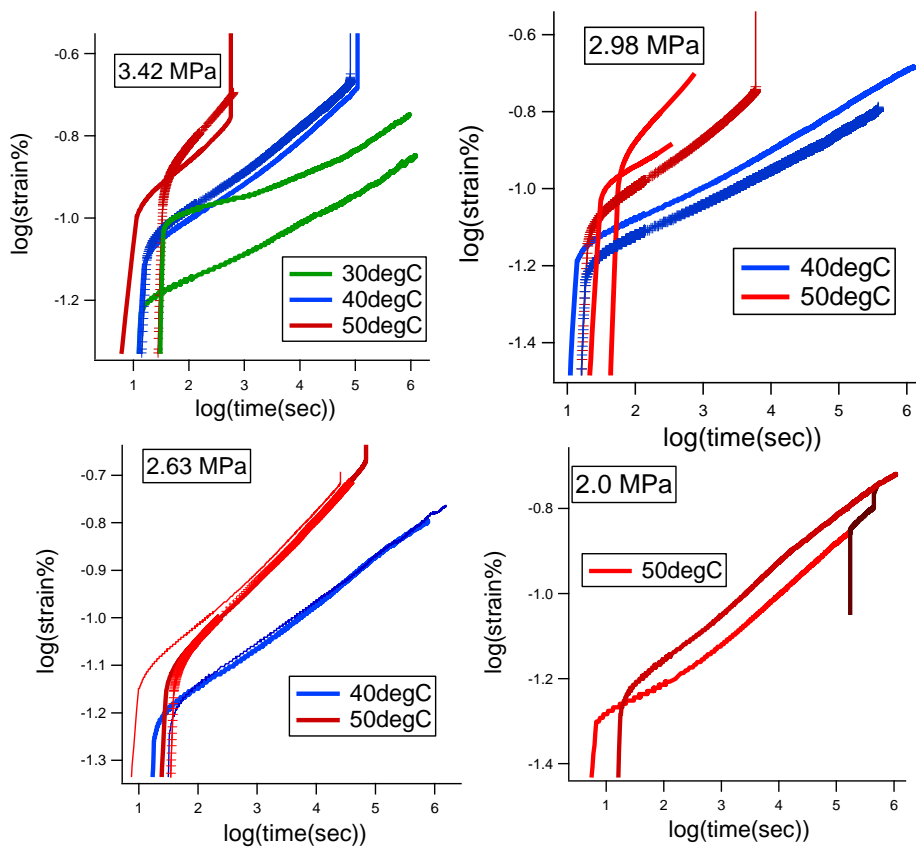 3.42 MPa
log(strain%)
-0.6
-0.8
-1.0
-1.2
30degC
40degC
50degC
1 2 3 4 5 6
log(time(sec))
2.98 MPa
log(strain%)
-0.6
-0.8
-1.0
-1.2
-1.4
40degC
50degC
0 1 2 3 4 5 6
log(time(sec))
2.63 MPa
log(strain%)
-0.7
-0.8
-0.9
-1.0
-1.1
-1.2
-1.3
40degC
50degC
1 2 3 4 5 6
log(time(sec))
2.0 MPa
log(strain%)
-0.8
-1.0
-1.2
-1.4
50degC
1 2 3 4 5 6
log(time(sec))